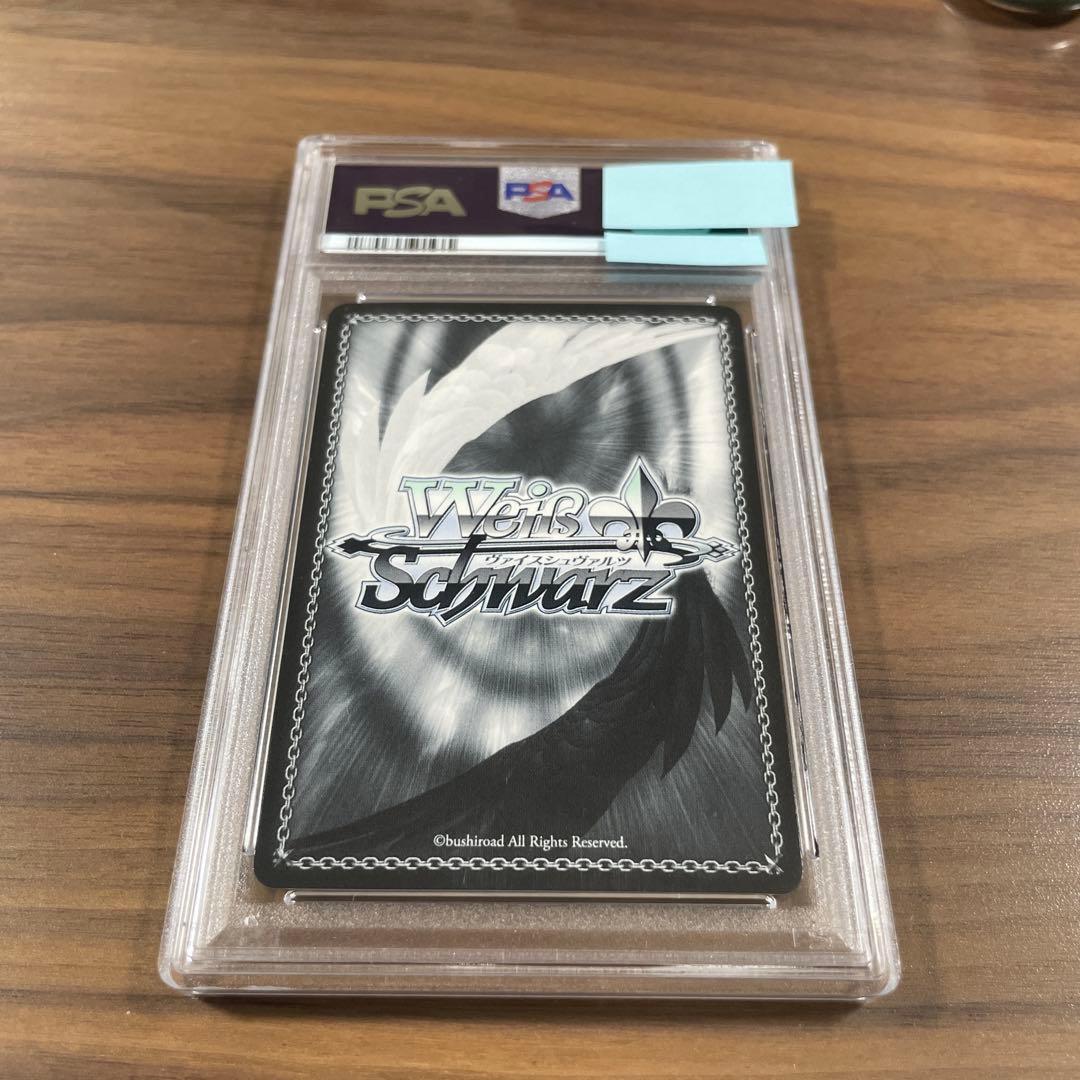 PSA
PSA
Weiß
ヴァイスシュヴァルツ
Schwarz
©bushiroad All Rights Reserved.